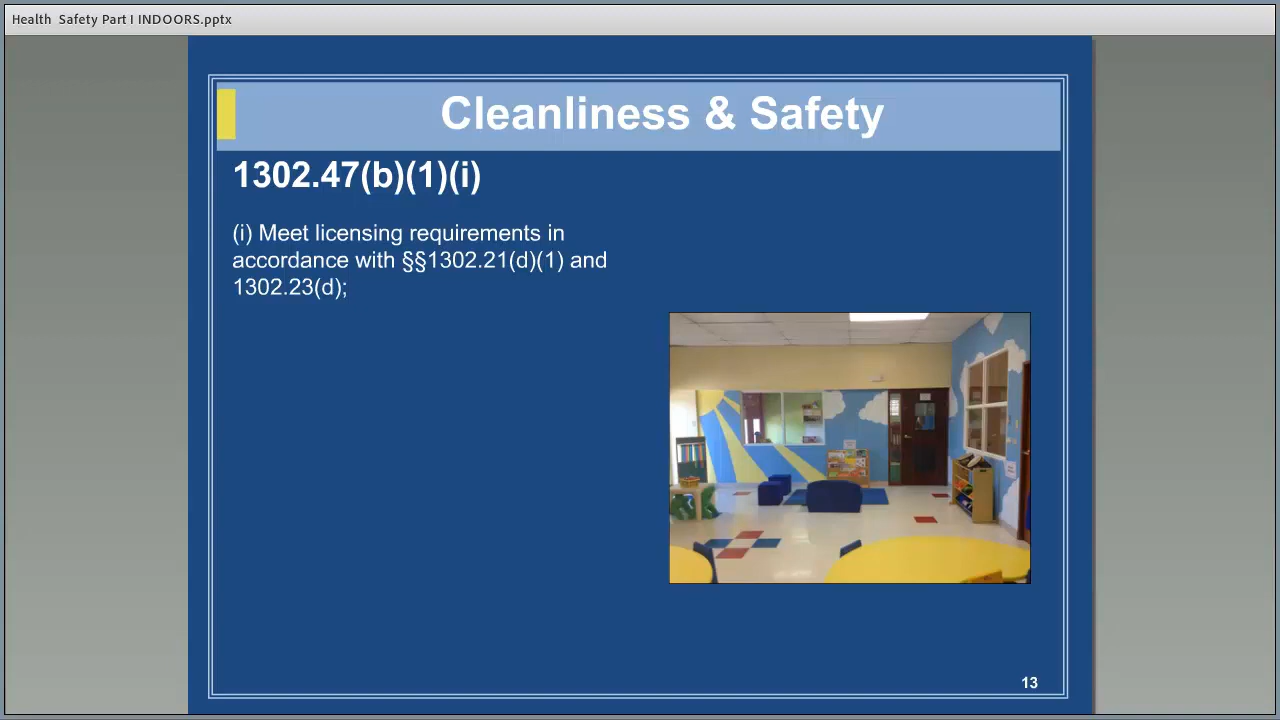 Health  Safety Part I INDOORS.pptx
Cleanliness & Safety
1302.47(b)(1)(i)
(i) Meet licensing requirements in
accordance with §§1302.21(d)(1) and
1302.23(d);
13